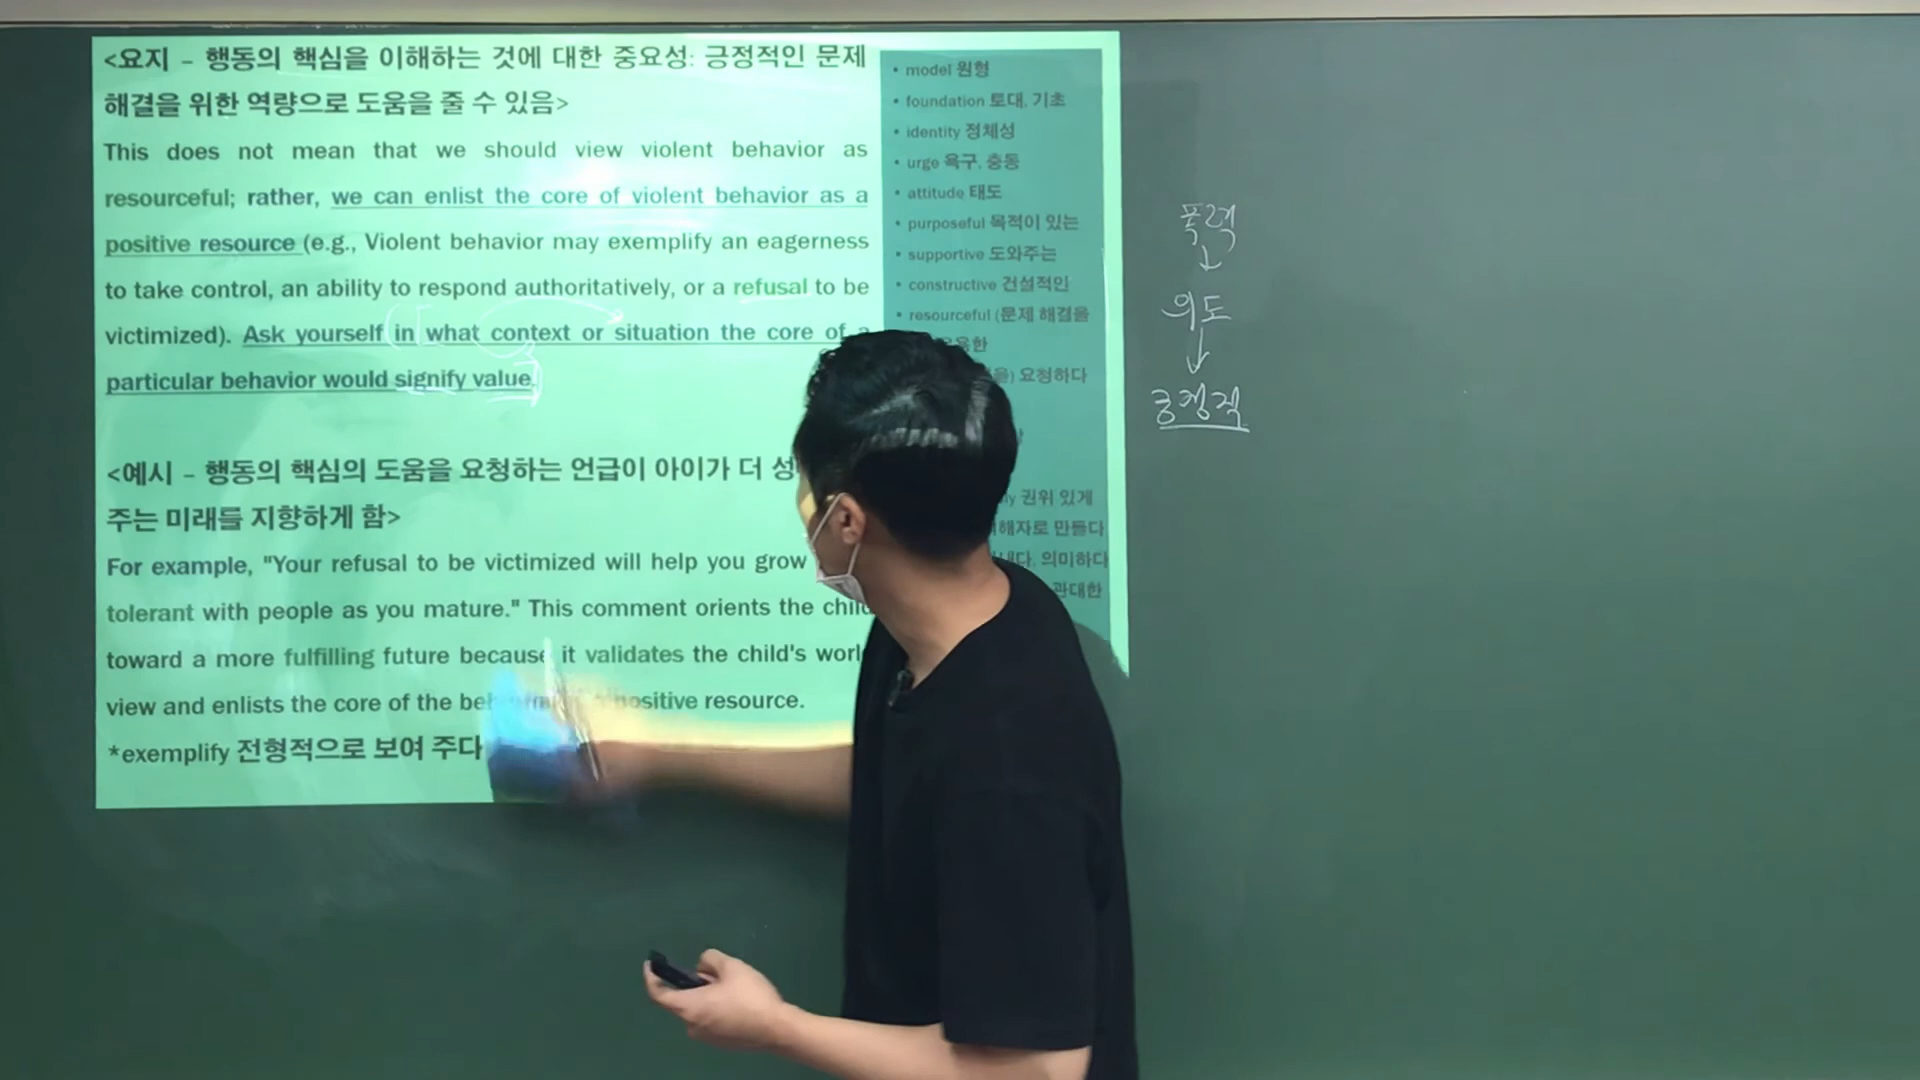 <요지 – 행동의 핵심을 이해하는 것에 대한 중요성: 긍정적인 문제
해결을 위한 역량으로 도움을 줄 수 있음>
This does not mean that we should view violent behavior as
resourceful; rather, we can enlist the core of violent behavior as a
positive resource (e.g., Violent behavior may exemplify an eagerness
to take control, an ability to respond authoritatively, or a refusal to be
victimized). Ask yourself in what context or situation the core of a
particular behavior would signify value.
<예시 – 행동의 핵심의 도움을 요청하는 언급이 아이가 더 성
주는 미래를 지향하게 함>
For example, "Your refusal to be victimized will help you grow
tolerant with people as you mature." This comment orients the child
toward a more fulfilling future because it validates the child's world
view and enlists the core of the positive resource.
*exemplify 전형적으로 보여 주다
• model 원형
• foundation 토대, 기초
• identity 정체성
• urge 욕구, 충동
• attitude 태도
• purposeful 목적이 있는
• supportive 도와주는
• constructive 건설적인
• resourceful (문제 해결을
요청하다
권위 있게
만들다
의미하다
관대한
폭력
↓
의도
↓
긍정적